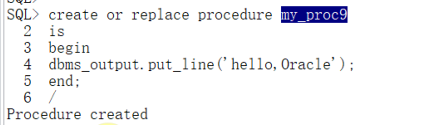 SQL> create or replace procedure my_proc9
2 is
3 begin
4 dbms_output.put_line('hello,Oracle');
5 end;
6 /
Procedure created